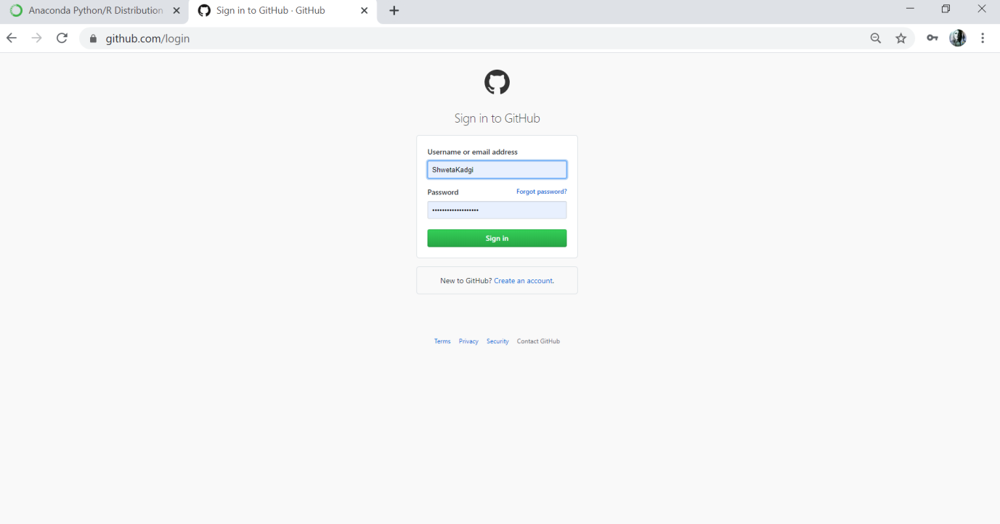 Anaconda Python/R Distribution
Sign in to GitHub · GitHub
github.com/login
Sign in to GitHub
Username or email address
ShwetaKadgi
Password Forgot password?
•••••••••••••••••••
Sign in
New to GitHub? Create an account.
Terms Privacy Security Contact GitHub